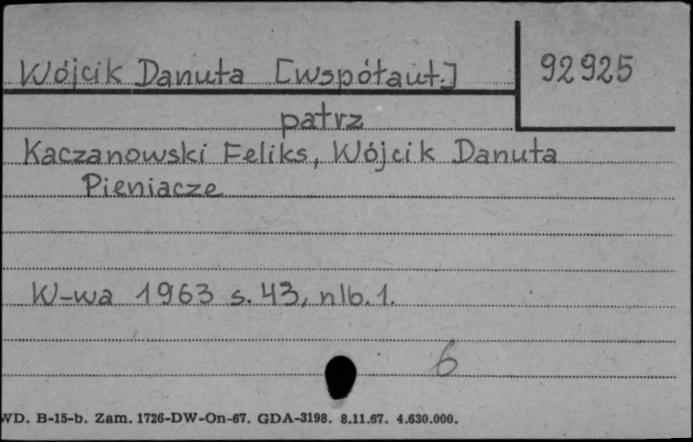 Wójcik Danuta [współaut.]
92925
patrz
Kaczanowski Feliks, Wójcik Danuta
Pieniacze
W-wa 1963 s. 43, nlb. 1.
6
WD. B-15-b. Zam. 1726-DW-On-67. GDA-3198. 8.11.67. 4.630.000.